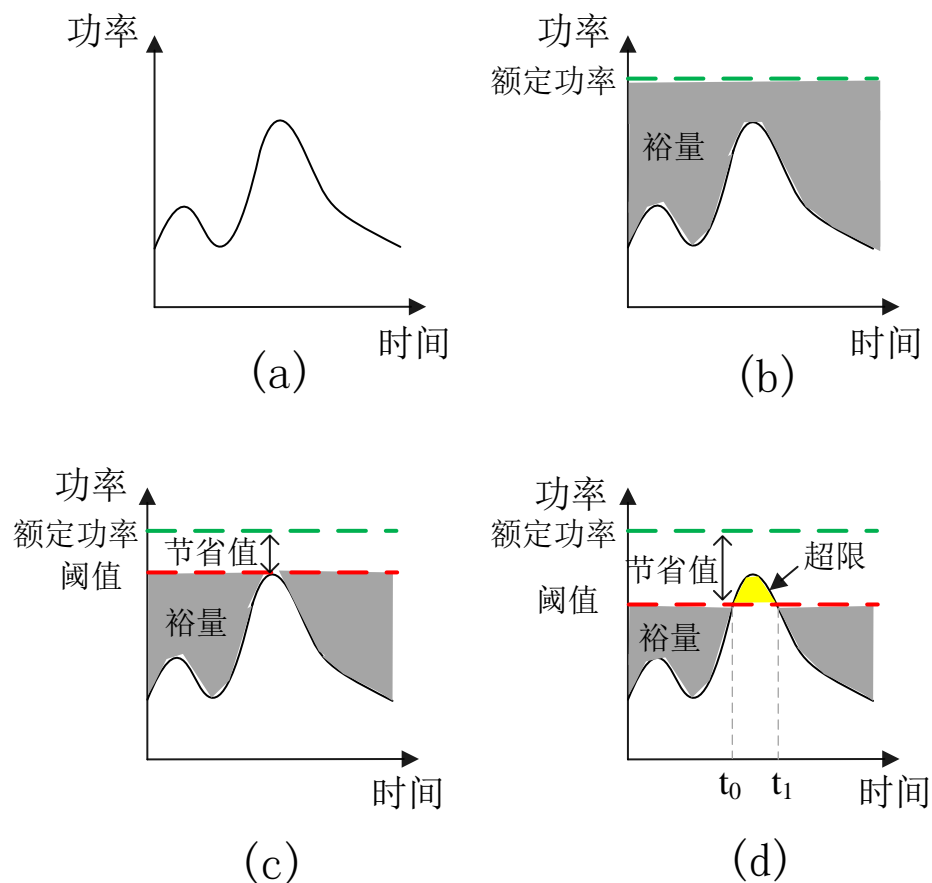 功率
时间
(a)
功率
额定功率
裕量
时间
(b)
功率
额定功率
节省值
阈值
裕量
时间
(c)
功率
额定功率
节省值
超限
阈值
裕量
t₀ t₁
时间
(d)